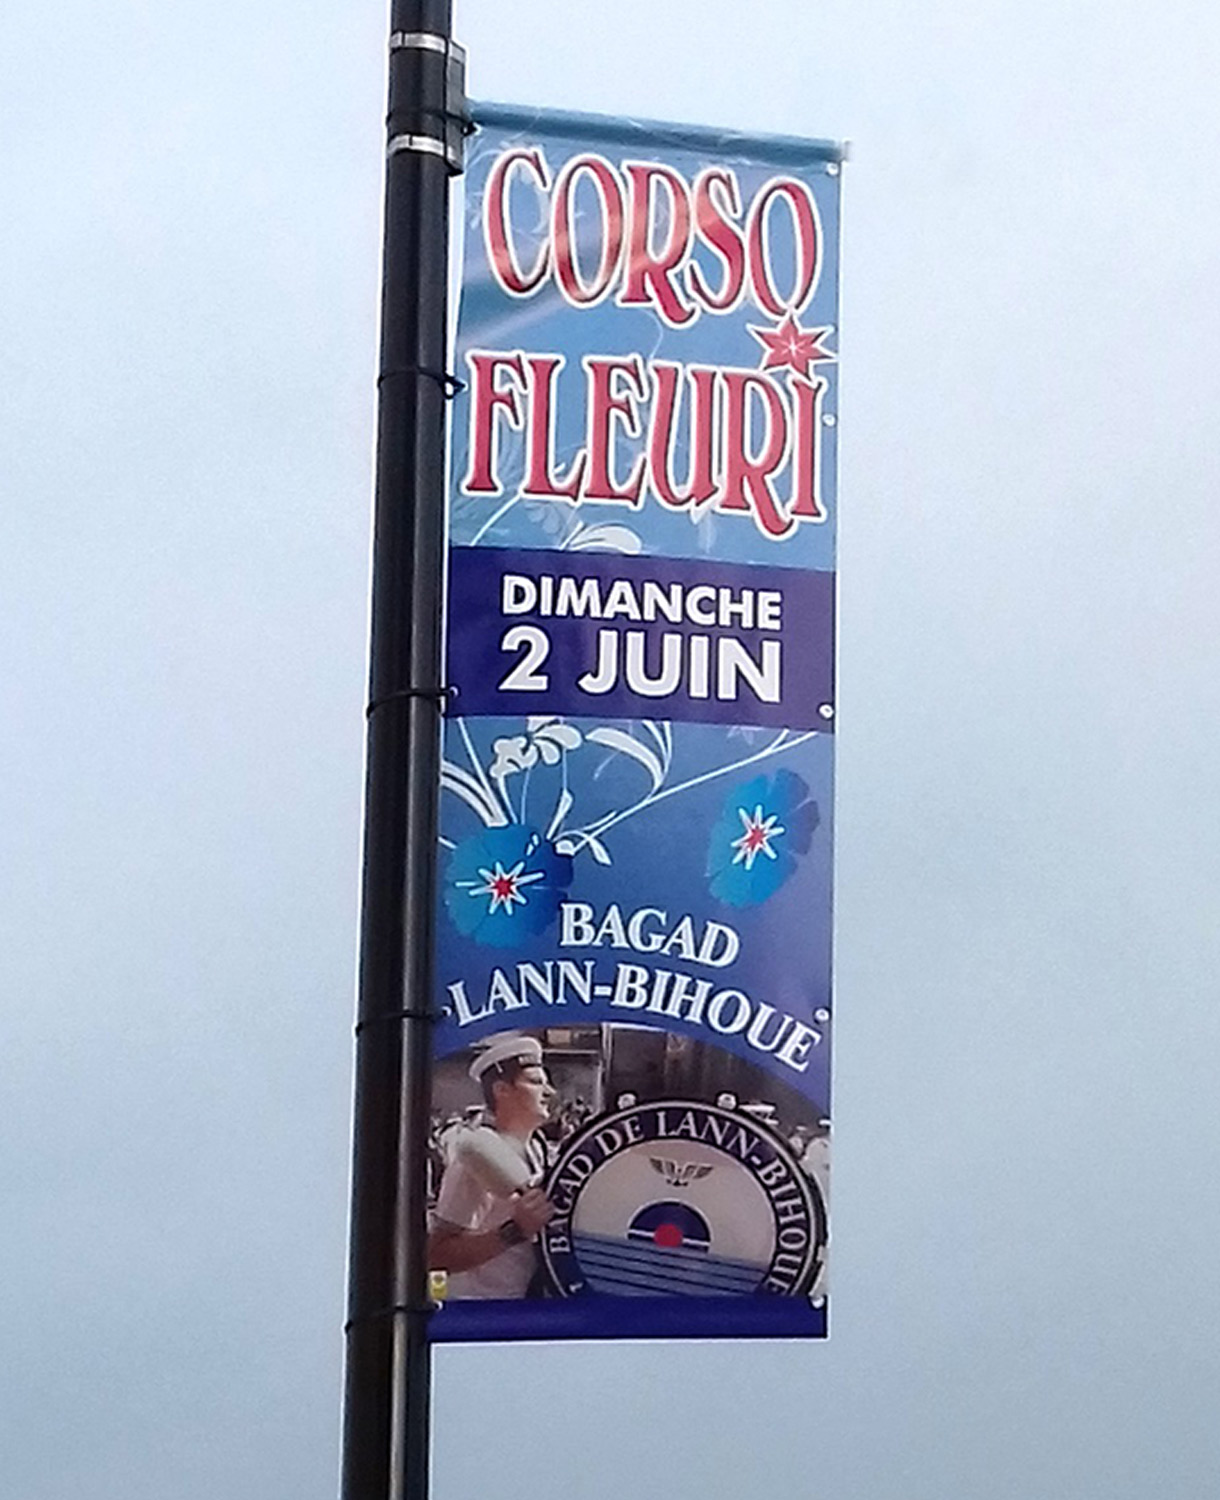 CORSO
FLEURI
DIMANCHE
2 JUIN
BAGAD
LANN-BIHOUE
BAGAD DE LANN-BIHOUE